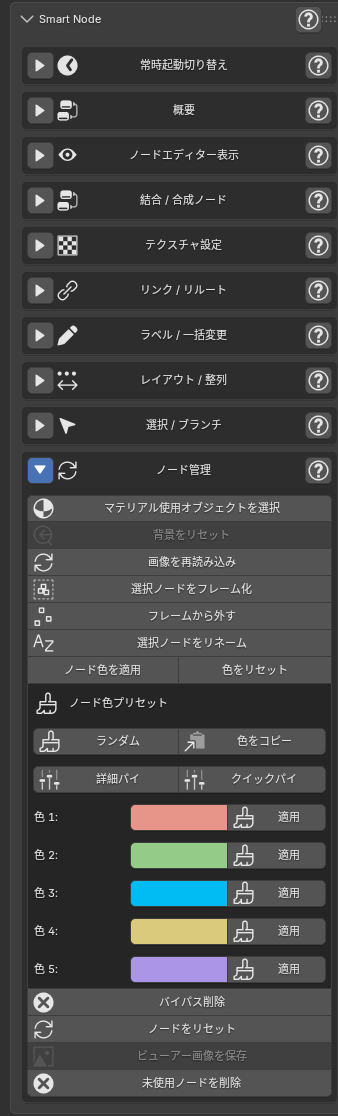 Smart Node
常時起動切り替え
概要
ノードエディター表示
結合 / 合成ノード
テクスチャ設定
リンク / リルート
ラベル / 一括変更
レイアウト / 整列
選択 / ブランチ
ノード管理
マテリアル使用オブジェクトを選択
背景をリセット
画像を再読み込み
選択ノードをフレーム化
フレームから外す
選択ノードをリネーム
ノード色を適用 色をリセット
ノード色プリセット
ランダム 色をコピー
詳細パイ クイックパイ
色 1: 適用
色 2: 適用
色 3: 適用
色 4: 適用
色 5: 適用
バイパス削除
ノードをリセット
ビューアー画像を保存
未使用ノードを削除